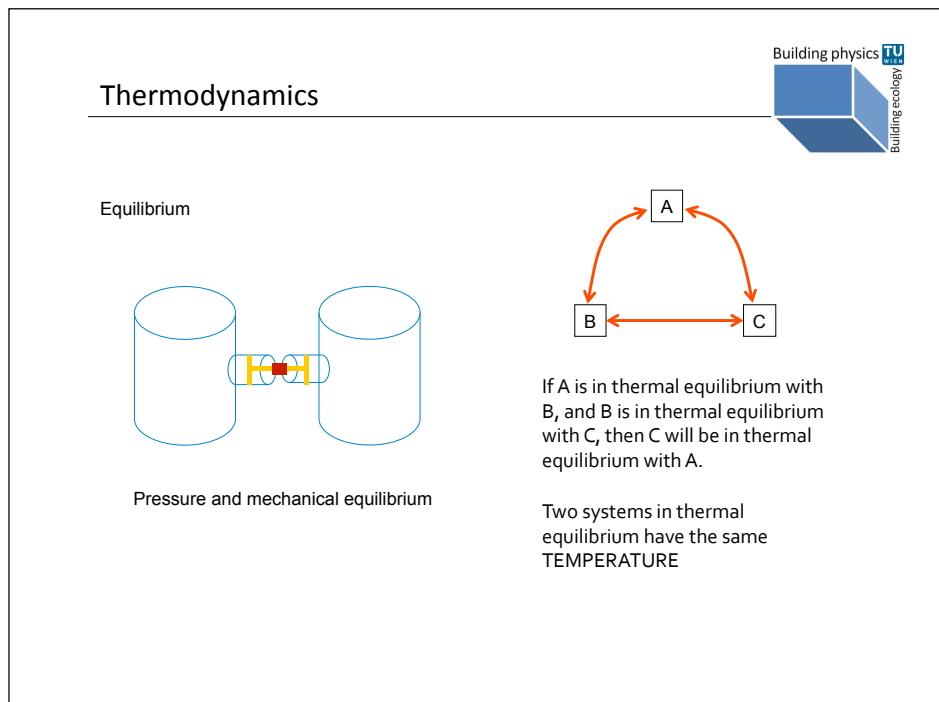 Building physics TU
WIEN
Building ecology
Thermodynamics
Equilibrium
A
B
C
If A is in thermal equilibrium with
B, and B is in thermal equilibrium
with C, then C will be in thermal
equilibrium with A.
Pressure and mechanical equilibrium
Two systems in thermal
equilibrium have the same
TEMPERATURE